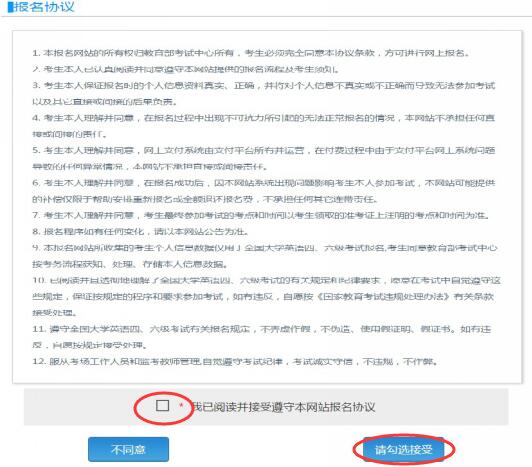 报名协议
1. 本报名网站的所有权归教育部考试中心所有，考生必须完全同意本协议条款，方可进行网上报名。
2. 考生本人已认真阅读并同意遵守本网站提供的报名流程及考生须知。
3. 考生本人保证报名时的个人信息资料真实、正确，并将对个人信息不真实或不正确而导致无法参加考试
以及其它直接或间接的后果负责。
4. 考生本人理解并同意，在报名过程中出现不可抗力所引起的无法正常报名的情况，本网站不承担任何直
接或间接的责任。
5. 考生本人理解并同意，网上支付系统由支付平台所有并运营，在付费过程中由于支付平台网上系统问题
导致的任何异常情况，本网站不承担直接或间接责任。
6. 考生本人理解并同意，在报名成功后，因本网站系统出现问题影响考生本人参加考试，本网站可能提供
的补偿仅限于帮助安排重新报名或全额退还报名费，不承担任何其它连带责任。
7. 考生本人理解并同意，考生最终参加考试的考点和时间以考生领取的准考证上注明的考点和时间为准。
8. 报名程序如有任何变化，请以本网站公告为准。
9. 本报名网站所收集的考生个人信息数据仅用于全国大学英语四、六级考试报名,考生同意教育部考试中心
按考务流程获知、处理、存储本人信息数据。
10. 已阅读并且透彻地理解了全国大学英语四、六级考试的有关规定和纪律要求，愿意在考试中自觉遵守这
些规定，保证按规定的程序和要求参加考试，如有违反，自愿按《国家教育考试违规处理办法》有关条款
接受处理。
11. 遵守全国大学英语四、六级考试有关报名规定，不弄虚作假，不伪造、使用假证明、假证书。如有违
反，自愿按规定接受处理。
12. 服从考场工作人员和监考教师管理,自觉遵守考试纪律，考试诚实守信，不违规，不作弊。
* 我已阅读并接受遵守本网站报名协议
不同意
请勾选接受